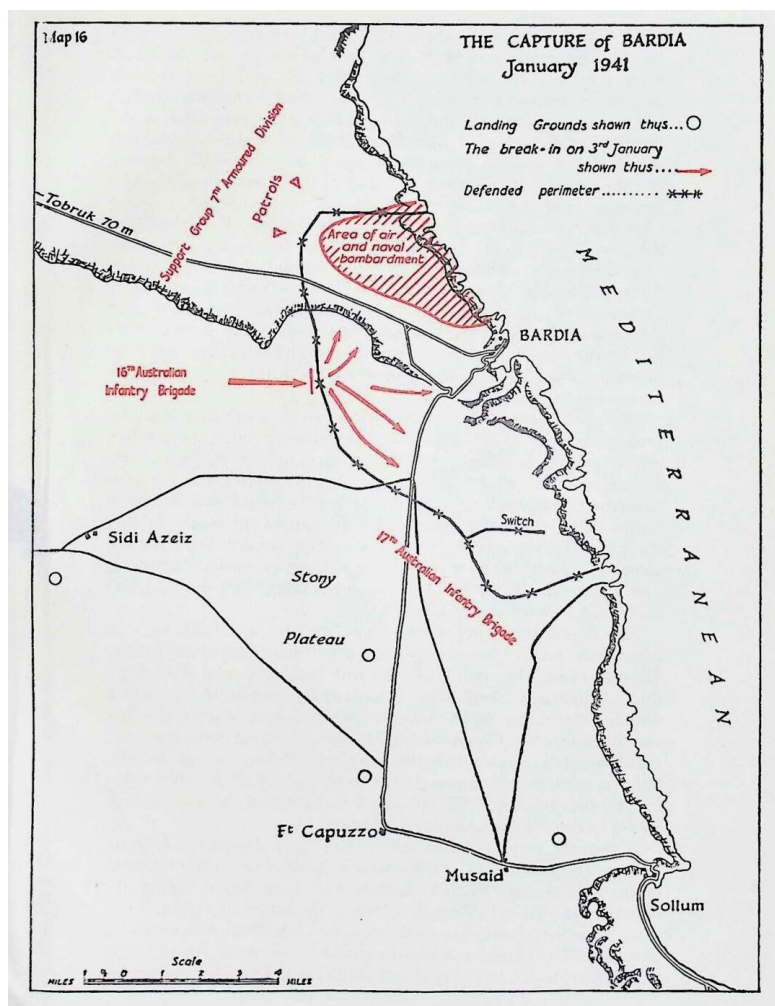 Map 16
THE CAPTURE of BARDIA
January 1941
Landing Grounds shown thus...
The break-in on 3rd January
shown thus....
Defended perimeter..........
Support Group 7TH Armoured Division
Patrols
Tobruk 70 m
Area of air
and naval
bombardment
MEDITERRANEAN
BARDIA
16TH Australian
Infantry Brigade
Switch
Sidi Azeiz
17TH Australian Infantry Brigade
Stony
Plateau
Ft Capuzzo
Musaid
Sollum
Scale
MILES 1 ½ 0 1 2 3 4 MILES